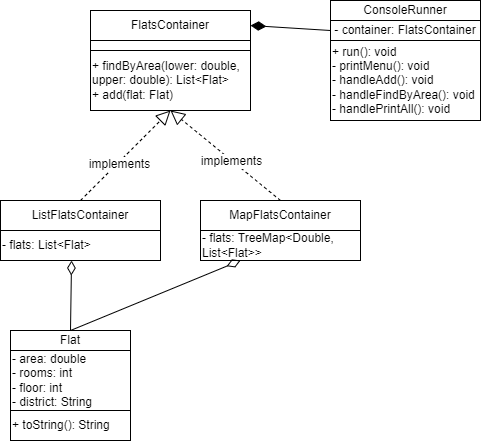 FlatsContainer
+ findByArea(lower: double,
upper: double): List<Flat>
+ add(flat: Flat)
ConsoleRunner
- container: FlatsContainer
+ run(): void
- printMenu(): void
- handleAdd(): void
- handleFindByArea(): void
- handlePrintAll(): void
implements
implements
ListFlatsContainer
- flats: List<Flat>
MapFlatsContainer
- flats: TreeMap<Double,
List<Flat>>
Flat
- area: double
- rooms: int
- floor: int
- district: String
+ toString(): String